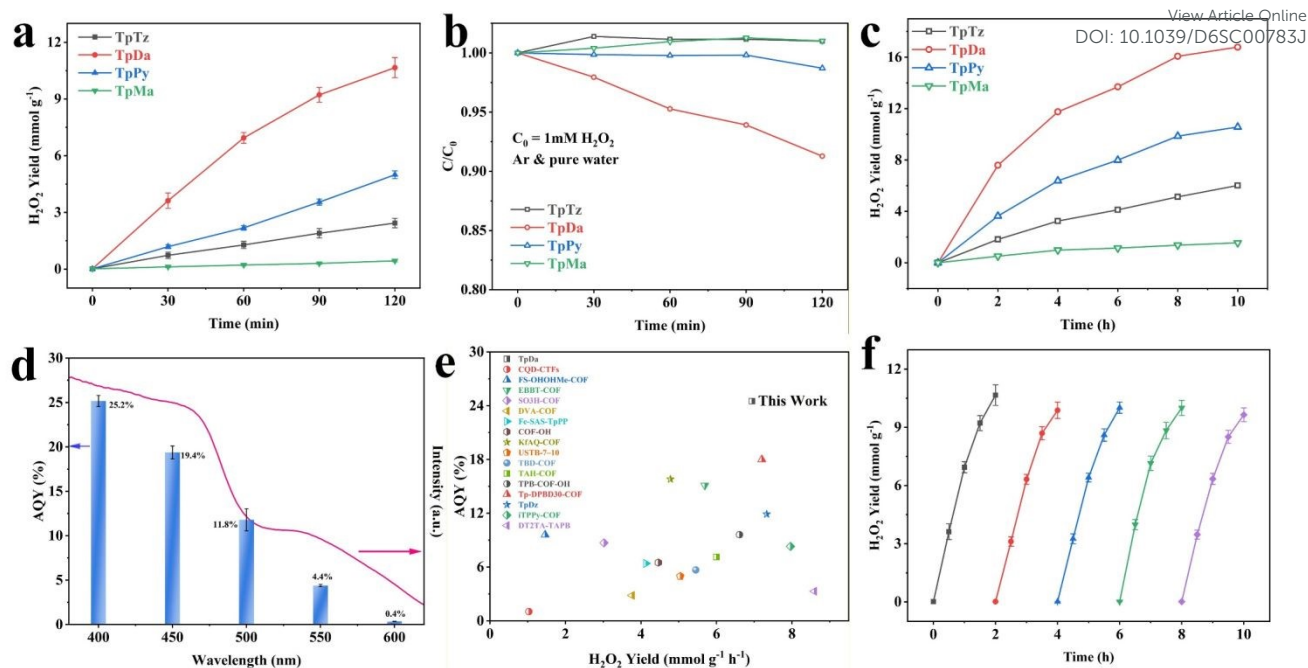 View Article Online
DOI: 10.1039/D6SC00783J
a
H₂O₂ Yield (mmol g⁻¹)
12
9
6
3
0
TpTz
TpDa
TpPy
TpMa
0 30 60 90 120
Time (min)
b
C/C₀
1.00
0.95
0.90
0.85
0.80
C₀ = 1mM H₂O₂
Ar & pure water
TpTz
TpDa
TpPy
TpMa
0 30 60 90 120
Time (min)
c
H₂O₂ Yield (mmol g⁻¹)
16
12
8
4
0
TpTz
TpDa
TpPy
TpMa
0 2 4 6 8 10
Time (h)
d
AQY (%)
30
25
20
15
10
5
0
25.2%
19.4%
11.8%
4.4%
0.4%
Intensity (a.u.)
400 450 500 550 600
Wavelength (nm)
e
AQY (%)
30
24
18
12
6
0
TpDa
CQD-CTFs
FS-OHOHMe-COF
EBBT-COF
SO3H-COF
DVA-COF
Fe-SAS-TpPP
COF-OH
KfAQ-COF
USTB-7-10
TBD-COF
TAH-COF
TPB-COF-OH
Tp-DPBD30-COF
TpDz
iTPPy-COF
DT2TA-TAPB
This Work
0 2 4 6 8
H₂O₂ Yield (mmol g⁻¹ h⁻¹)
f
H₂O₂ Yield (mmol g⁻¹)
12
9
6
3
0
0 2 4 6 8 10
Time (h)